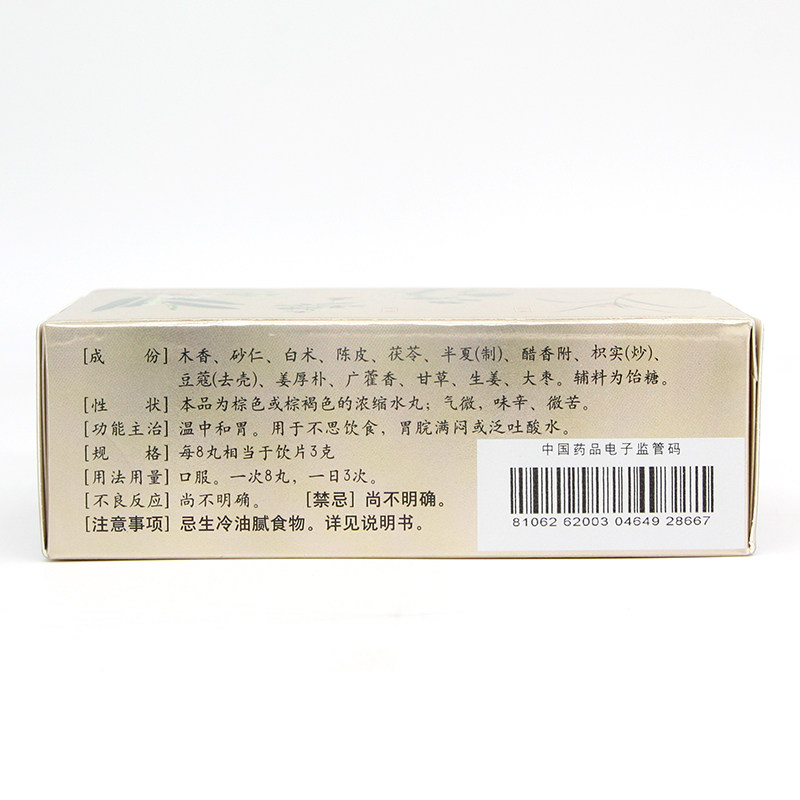 [成份] 木香、砂仁、白术、陈皮、茯苓、半夏(制)、醋香附、枳实(炒)、
豆蔻(去壳)、姜厚朴、广藿香、甘草、生姜、大枣。辅料为饴糖。
[性状] 本品为棕色或棕褐色的浓缩水丸；气微，味辛、微苦。
[功能主治] 温中和胃。用于不思饮食，胃脘满闷或泛吐酸水。
[规格] 每8丸相当于饮片3克
[用法用量] 口服。一次8丸，一日3次。
[不良反应] 尚不明确。 [禁忌] 尚不明确。
[注意事项] 忌生冷油腻食物。详见说明书。
中国药品电子监管码
81062 62003 04649 28667